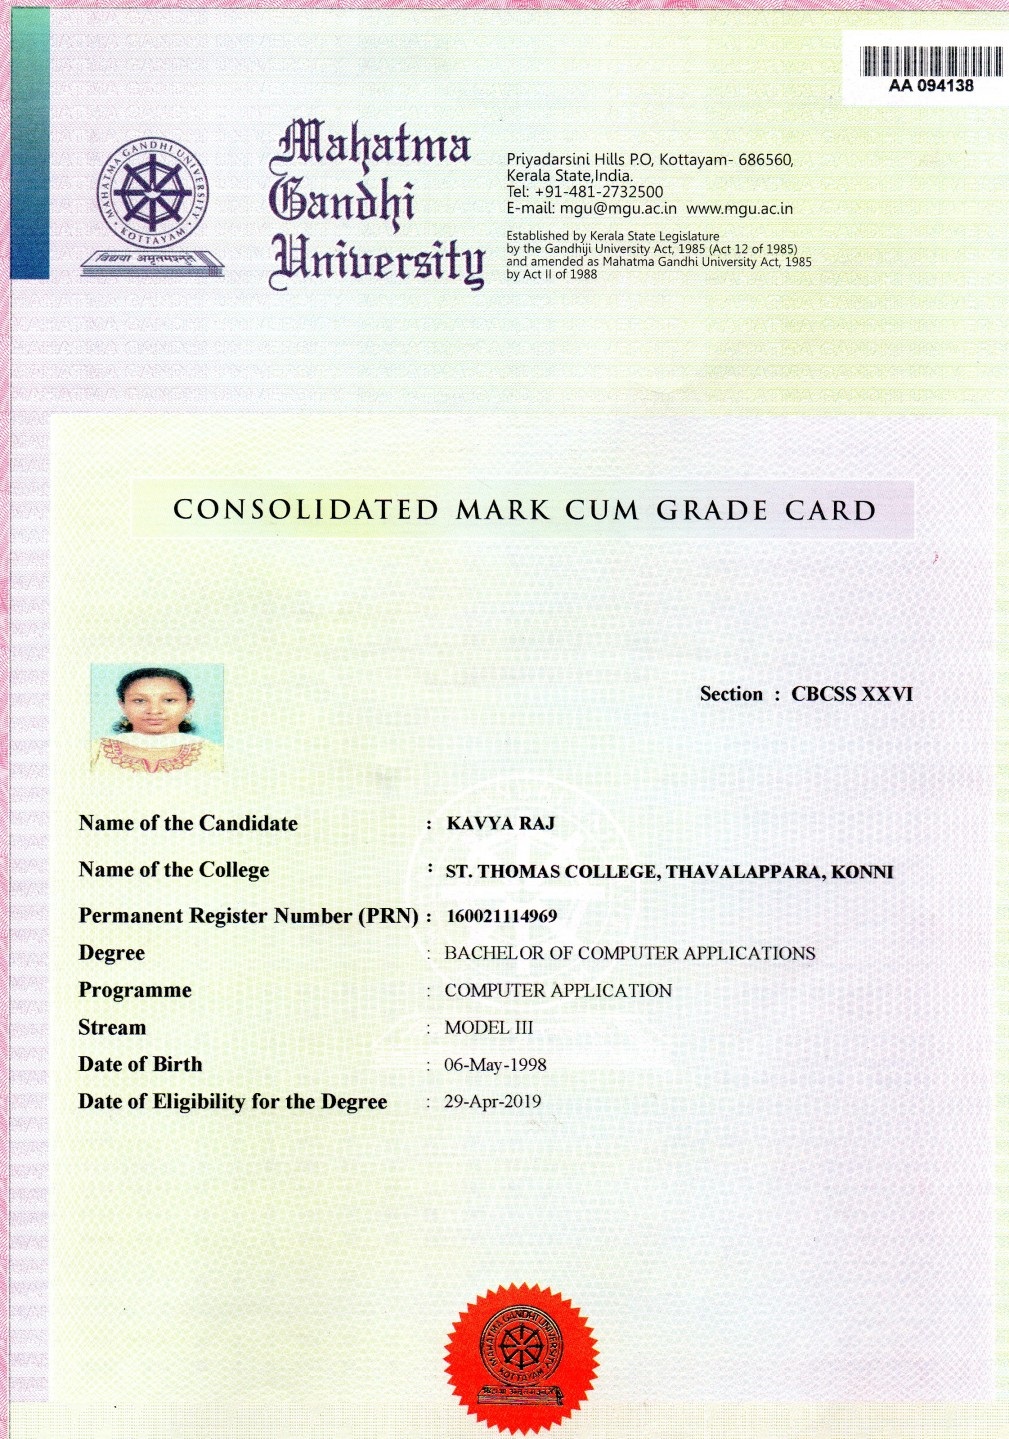 AA 094138
MAHATMA GANDHI UNIVERSITY
KOTTAYAM
विद्यया अमृतमश्नुते
Mahatma
Gandhi
University
Priyadarsini Hills P.O, Kottayam- 686560,
Kerala State,India.
Tel: +91-481-2732500
E-mail: mgu@mgu.ac.in www.mgu.ac.in
Established by Kerala State Legislature
by the Gandhiji University Act, 1985 (Act 12 of 1985)
and amended as Mahatma Gandhi University Act, 1985
by Act II of 1988
CONSOLIDATED MARK CUM GRADE CARD
Section : CBCSS XXVI
Name of the Candidate : KAVYA RAJ
Name of the College : ST. THOMAS COLLEGE, THAVALAPPARA, KONNI
Permanent Register Number (PRN) : 160021114969
Degree : BACHELOR OF COMPUTER APPLICATIONS
Programme : COMPUTER APPLICATION
Stream : MODEL III
Date of Birth : 06-May-1998
Date of Eligibility for the Degree : 29-Apr-2019
MAHATMA GANDHI UNIVERSITY
KOTTAYAM